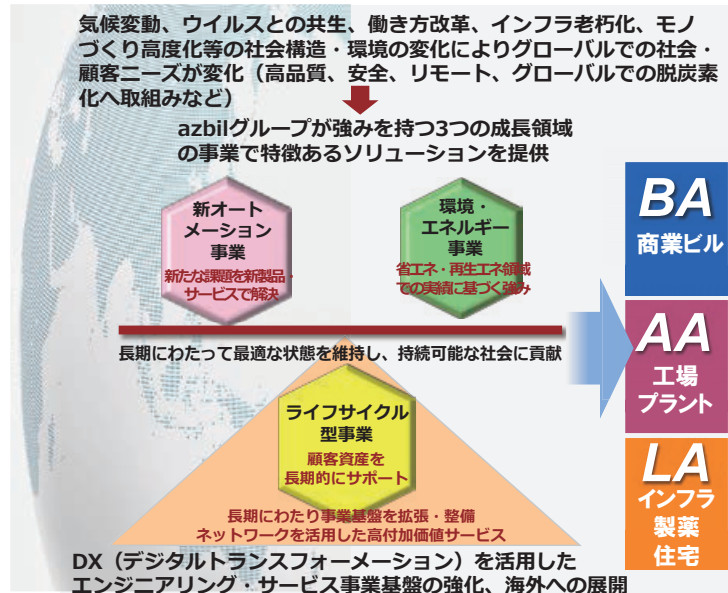 気候変動、ウイルスとの共生、働き方改革、インフラ老朽化、モノ
づくり高度化等の社会構造・環境の変化によりグローバルでの社会・
顧客ニーズが変化（高品質、安全、リモート、グローバルでの脱炭素
化へ取組みなど）
azbilグループが強みを持つ3つの成長領域
の事業で特徴あるソリューションを提供
新オート
メーション
事業
新たな課題を新製品・
サービスで解決
環境・
エネルギー
事業
省エネ・再生エネ領域
での実績に基づく強み
長期にわたって最適な状態を維持し、持続可能な社会に貢献
ライフサイクル
型事業
顧客資産を
長期的にサポート
長期にわたり事業基盤を拡張・整備
ネットワークを活用した高付加価値サービス
DX（デジタルトランスフォーメーション）を活用した
エンジニアリング・サービス事業基盤の強化、海外への展開
BA
商業ビル
AA
工場
プラント
LA
インフラ
製薬
住宅